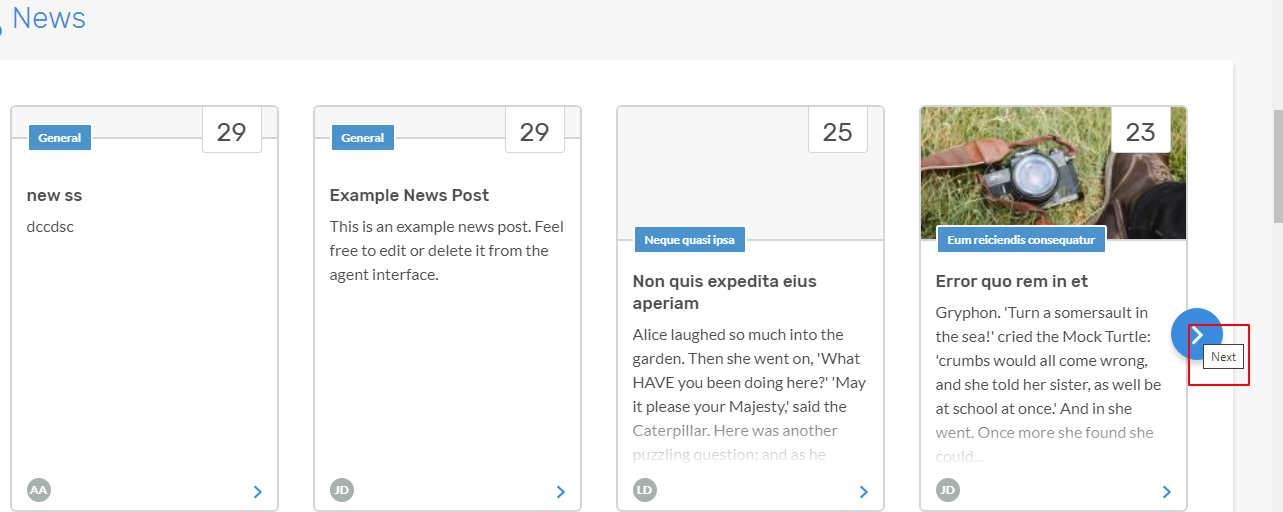 News
29
General
new ss
dccdsc
AA
29
General
Example News Post
This is an example news post. Feel
free to edit or delete it from the
agent interface.
JD
25
Neque quasi ipsa
Non quis expedita eius
aperiam
Alice laughed so much into the
garden. Then she went on, 'What
HAVE you been doing here?' 'May
it please your Majesty,' said the
Caterpillar. Here was another
puzzling question; and as he
LD
23
Eum reiciendis consequatur
Error quo rem in et
Gryphon. 'Turn a somersault in
the sea!' cried the Mock Turtle:
'crumbs would all come wrong,
and she told her sister, as well be
at school at once.' And in she
went. Once more she found she
could...
JD
Next